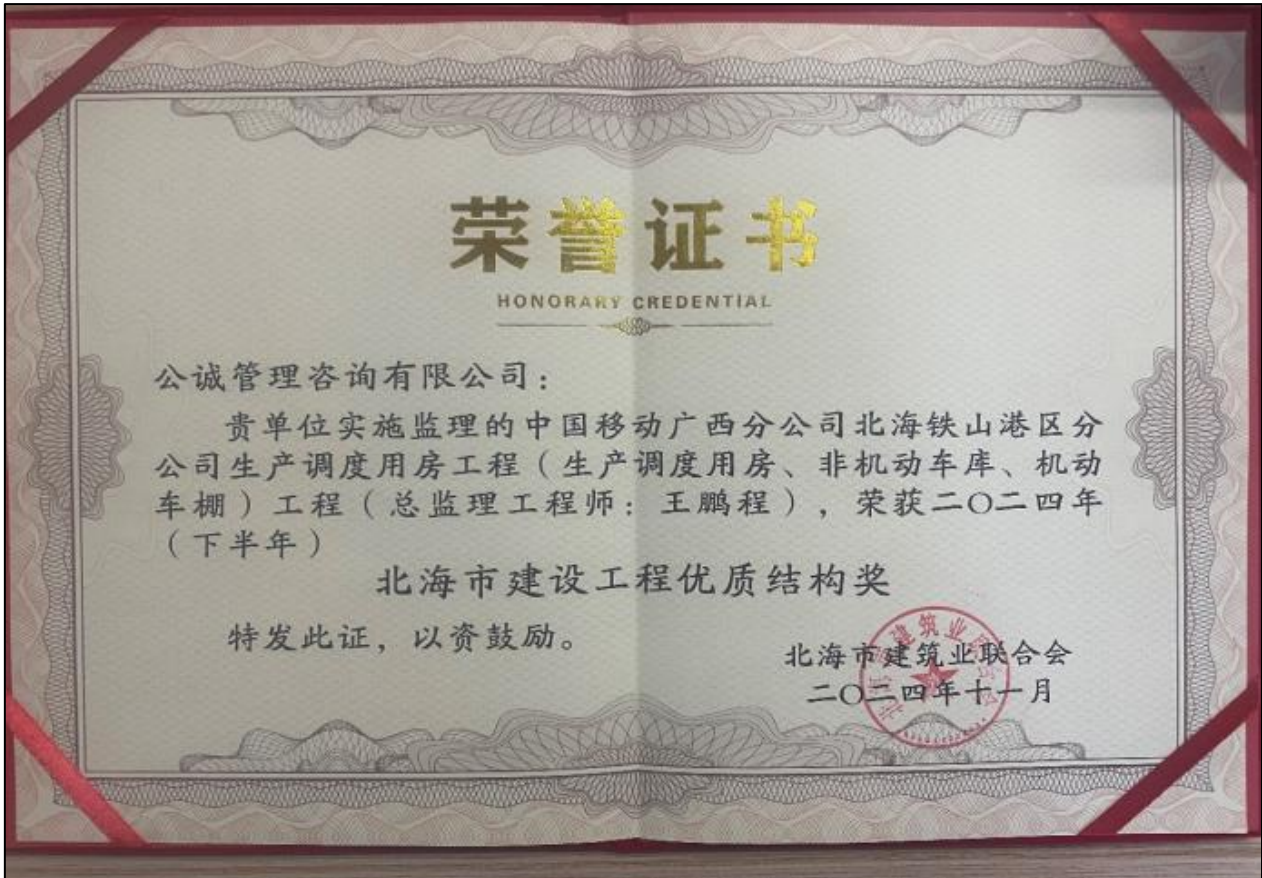 荣誉证书
HONORARY CREDENTIAL
公诚管理咨询有限公司：
贵单位实施监理的中国移动广西分公司北海铁山港区分
公司生产调度用房工程（生产调度用房、非机动车库、机动
车棚）工程（总监理工程师：王鹏程），荣获二〇二四年
（下半年）
北海市建设工程优质结构奖
特发此证，以资鼓励。
北海市建筑业联合会
二〇二四年十一月